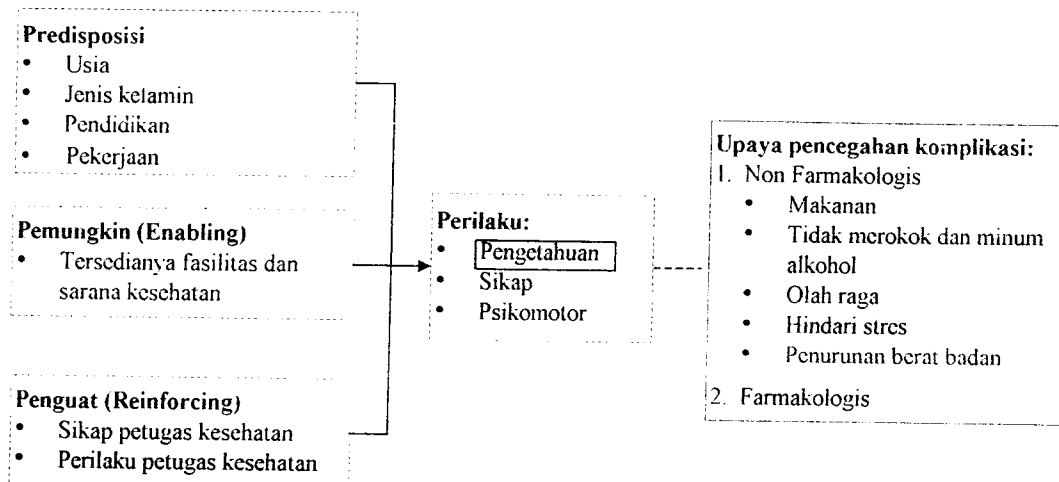 Predisposisi
• Usia
• Jenis kelamin
• Pendidikan
• Pekerjaan
Pemungkin (Enabling)
• Tersedianya fasilitas dan
sarana kesehatan
Penguat (Reinforcing)
• Sikap petugas kesehatan
• Perilaku petugas kesehatan
Perilaku:
• Pengetahuan
• Sikap
• Psikomotor
Upaya pencegahan komplikasi:
1. Non Farmakologis
• Makanan
• Tidak merokok dan minum
alkohol
• Olah raga
• Hindari stres
• Penurunan berat badan
2. Farmakologis